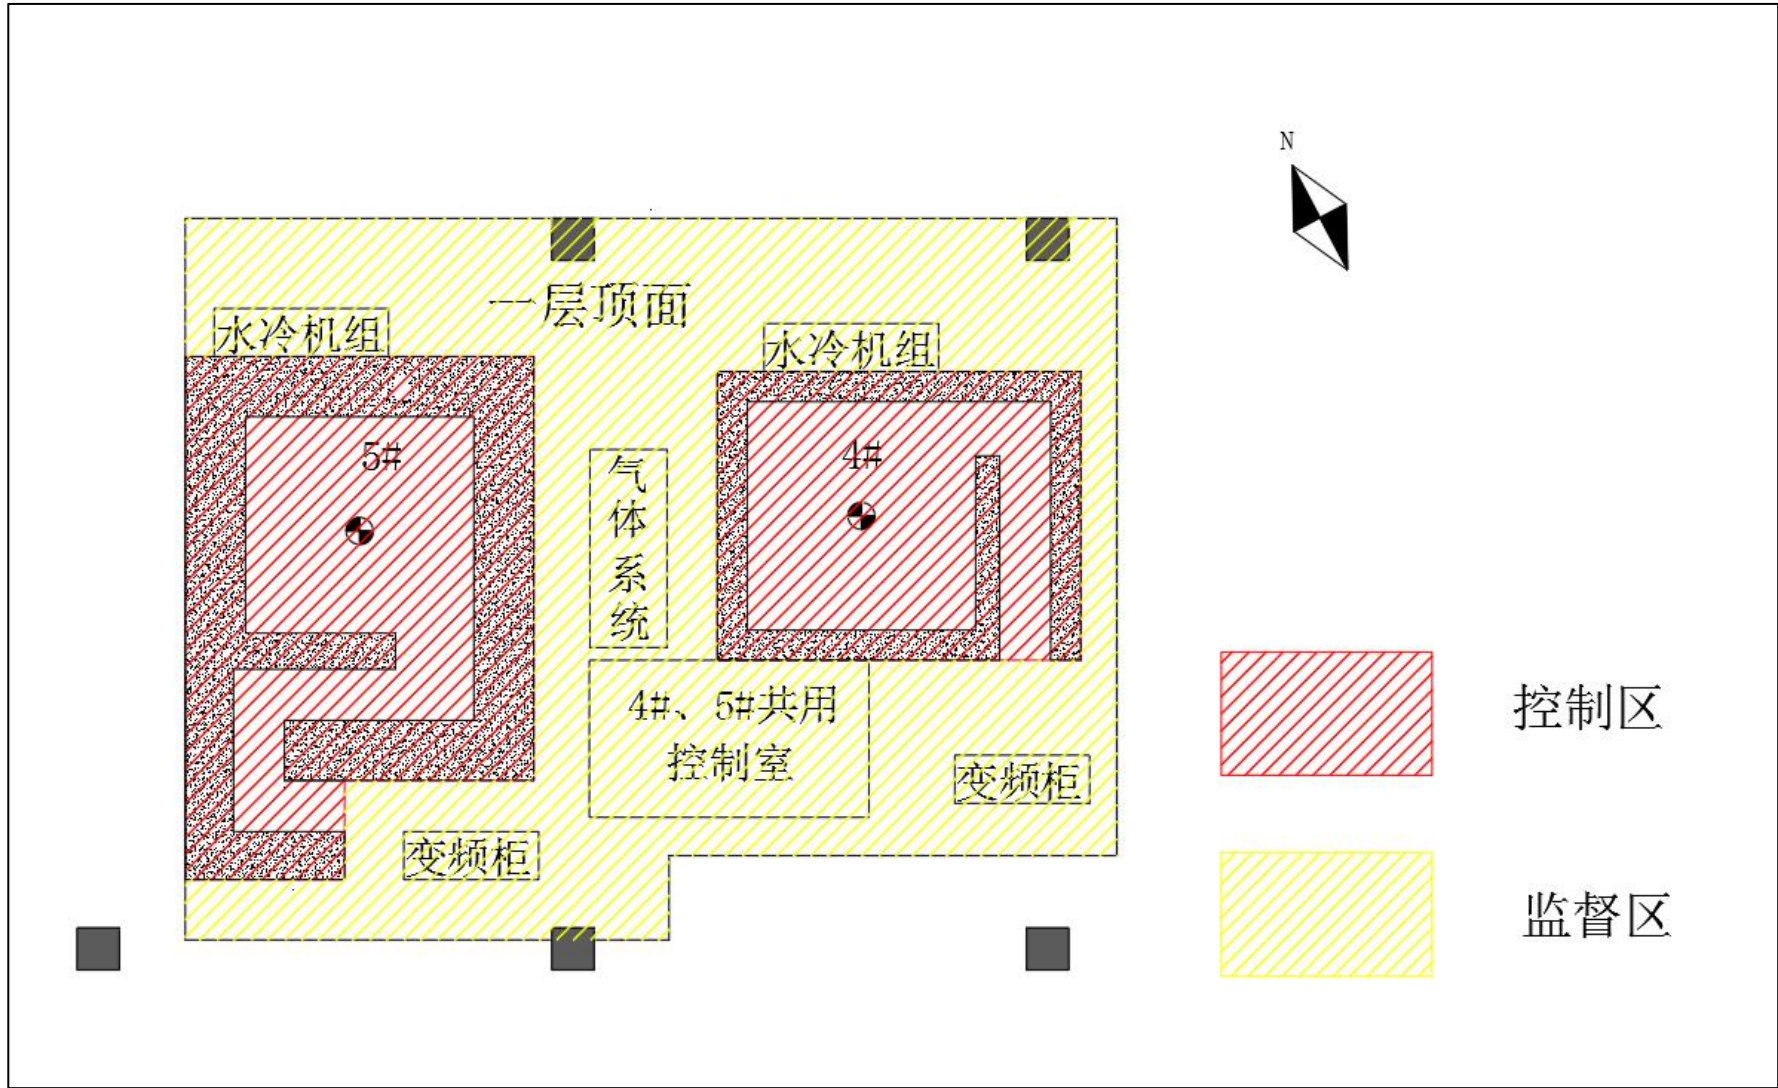 N
一层顶面
水冷机组
水冷机组
5#
4#
气体系统
4#、5#共用
控制室
变频柜
变频柜
控制区
监督区